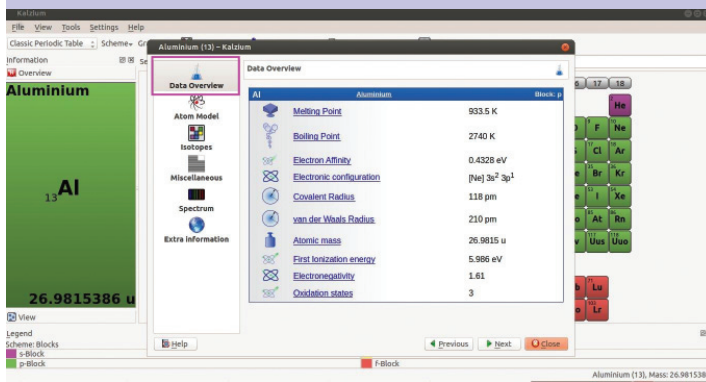 Kalzium
File View Tools Settings Help
Classic Periodic Table Scheme
Information
Overview
Aluminium
13Al
26.9815386 u
View
Legend
Scheme: Blocks
s-Block
p-Block
f-Block
Aluminium (13) – Kalzium
Data Overview
Atom Model
Isotopes
Miscellaneous
Spectrum
Extra Information
Data Overview
Al Aluminium Block: p
Melting Point 933.5 K
Boiling Point 2740 K
Electron Affinity 0.4328 eV
Electronic configuration [Ne] 3s² 3p¹
Covalent Radius 118 pm
van der Waals Radius 210 pm
Atomic mass 26.9815 u
First Ionization energy 5.986 eV
Electronegativity 1.61
Oxidation states 3
Help Previous Next Close
17 18
He
F Ne
Cl Ar
Br Kr
I Xe
At Rn
Uus Uuo
Lu
Lr
Aluminium (13), Mass: 26.981538